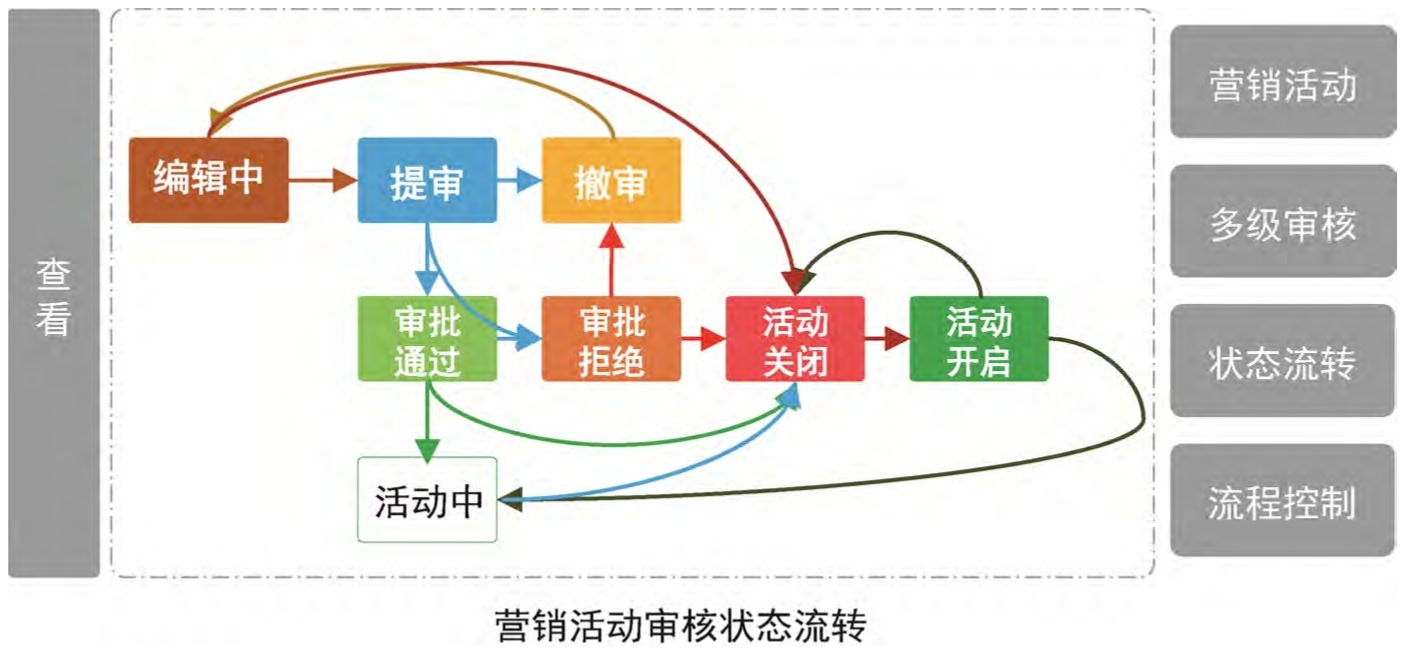 查
看
编辑中
提审
撤审
审批
通过
审批
拒绝
活动
关闭
活动
开启
活动中
营销活动
多级审核
状态流转
流程控制
营销活动审核状态流转